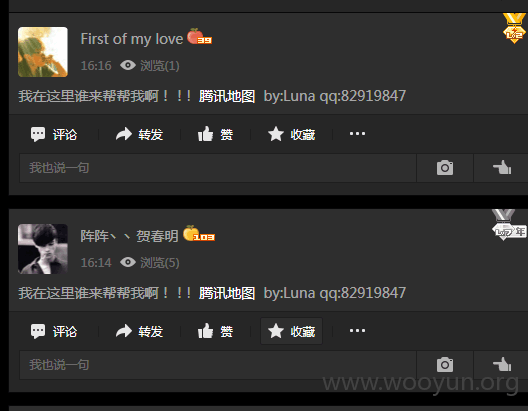 First of my love 39
16:16 浏览(1)
我在这里谁来帮帮我啊！！！腾讯地图 by:Luna qq:82919847
评论 转发 赞 收藏 ...
我也说一句
阵阵丶丶贺春明 103
16:14 浏览(5) 年
我在这里谁来帮帮我啊！！！腾讯地图 by:Luna qq:82919847
评论 转发 赞 收藏 ...
我也说一句
www.wooyun.org